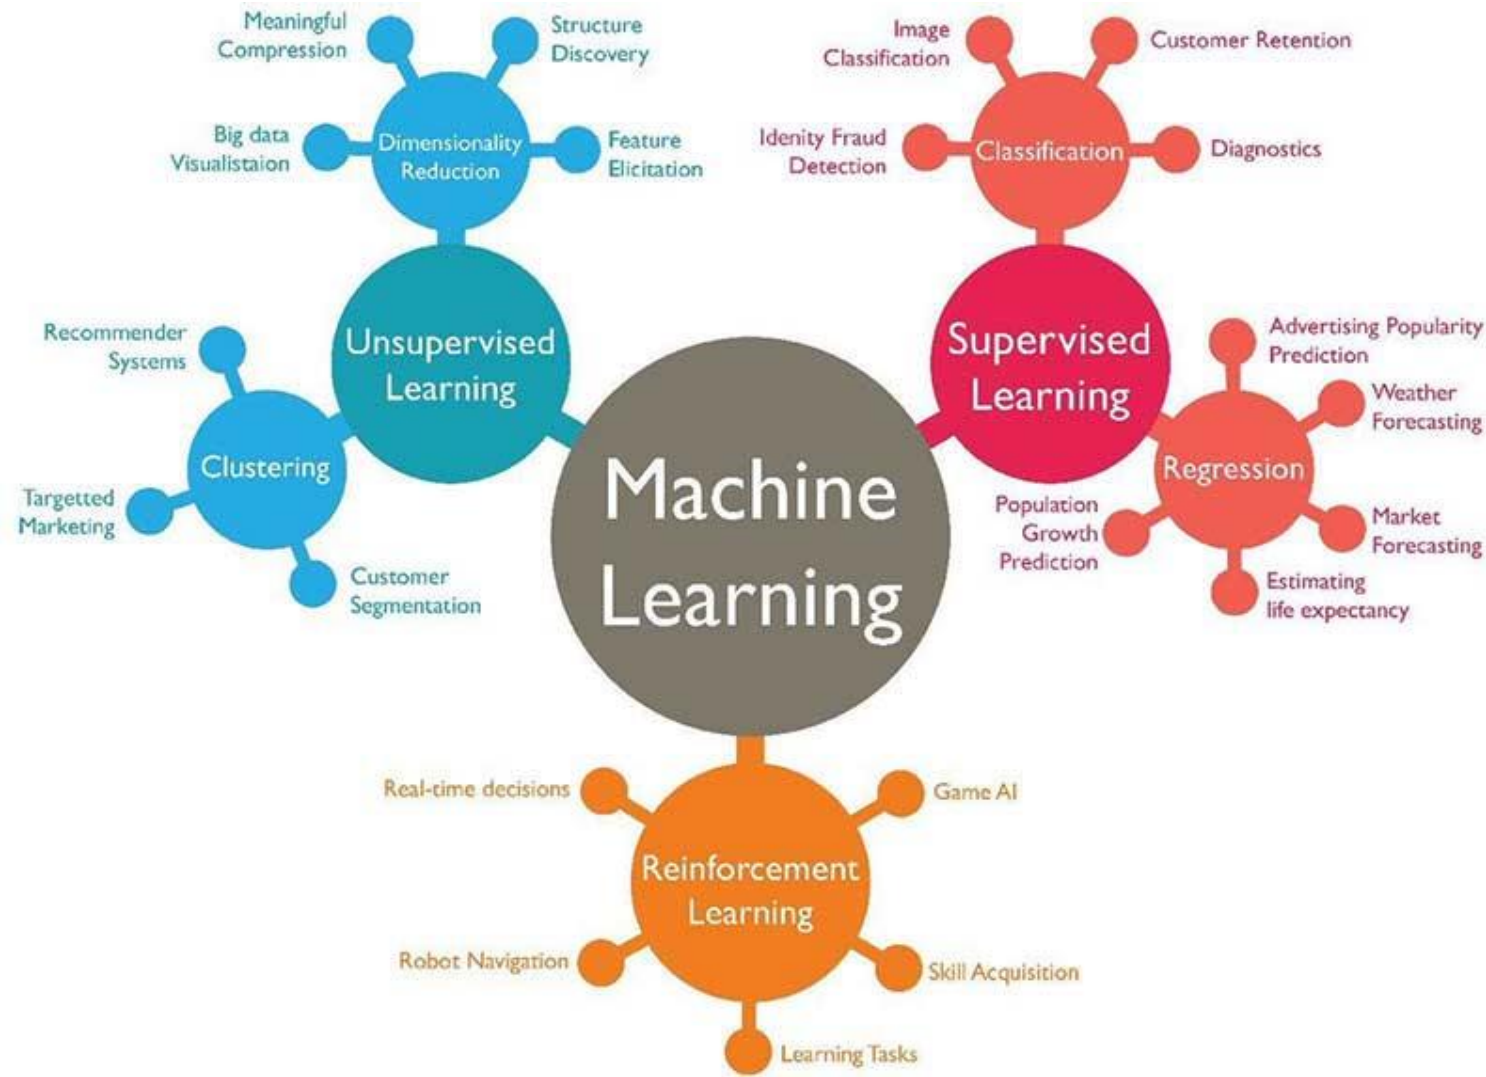 Meaningful
Compression
Structure
Discovery
Big data
Visualistaion
Dimensionality
Reduction
Feature
Elicitation
Image
Classification
Customer Retention
Idenity Fraud
Detection
Classification
Diagnostics
Recommender
Systems
Unsupervised
Learning
Clustering
Targetted
Marketing
Customer
Segmentation
Machine
Learning
Supervised
Learning
Advertising Popularity
Prediction
Weather
Forecasting
Regression
Population
Growth
Prediction
Market
Forecasting
Estimating
life expectancy
Real-time decisions
Game AI
Reinforcement
Learning
Robot Navigation
Skill Acquisition
Learning Tasks